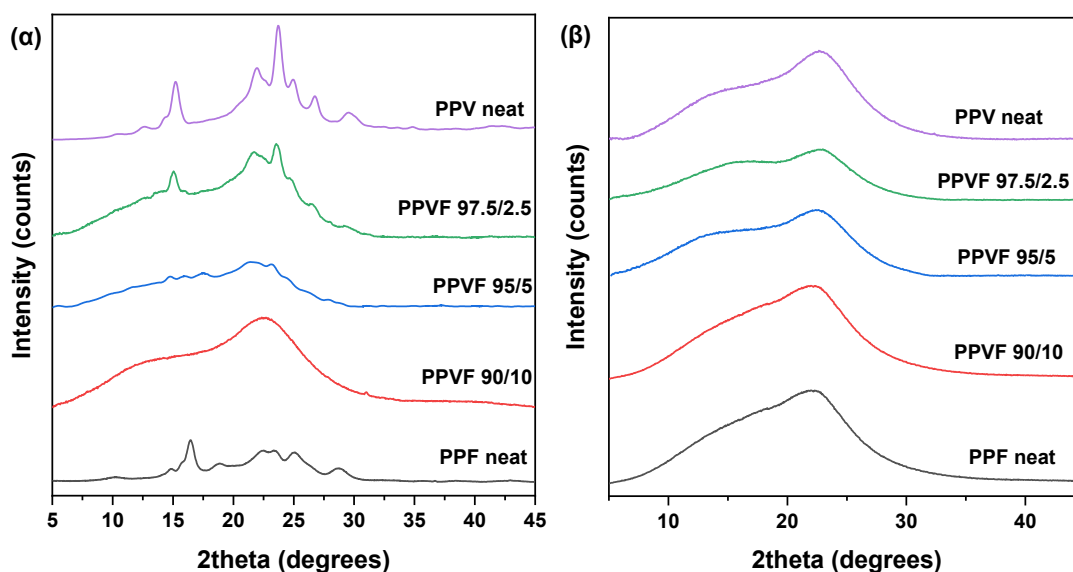 (α)
PPV neat
PPVF 97.5/2.5
PPVF 95/5
PPVF 90/10
PPF neat
Intensity (counts)
5 10 15 20 25 30 35 40 45
2theta (degrees)
(β)
PPV neat
PPVF 97.5/2.5
PPVF 95/5
PPVF 90/10
PPF neat
Intensity (counts)
10 20 30 40
2theta (degrees)